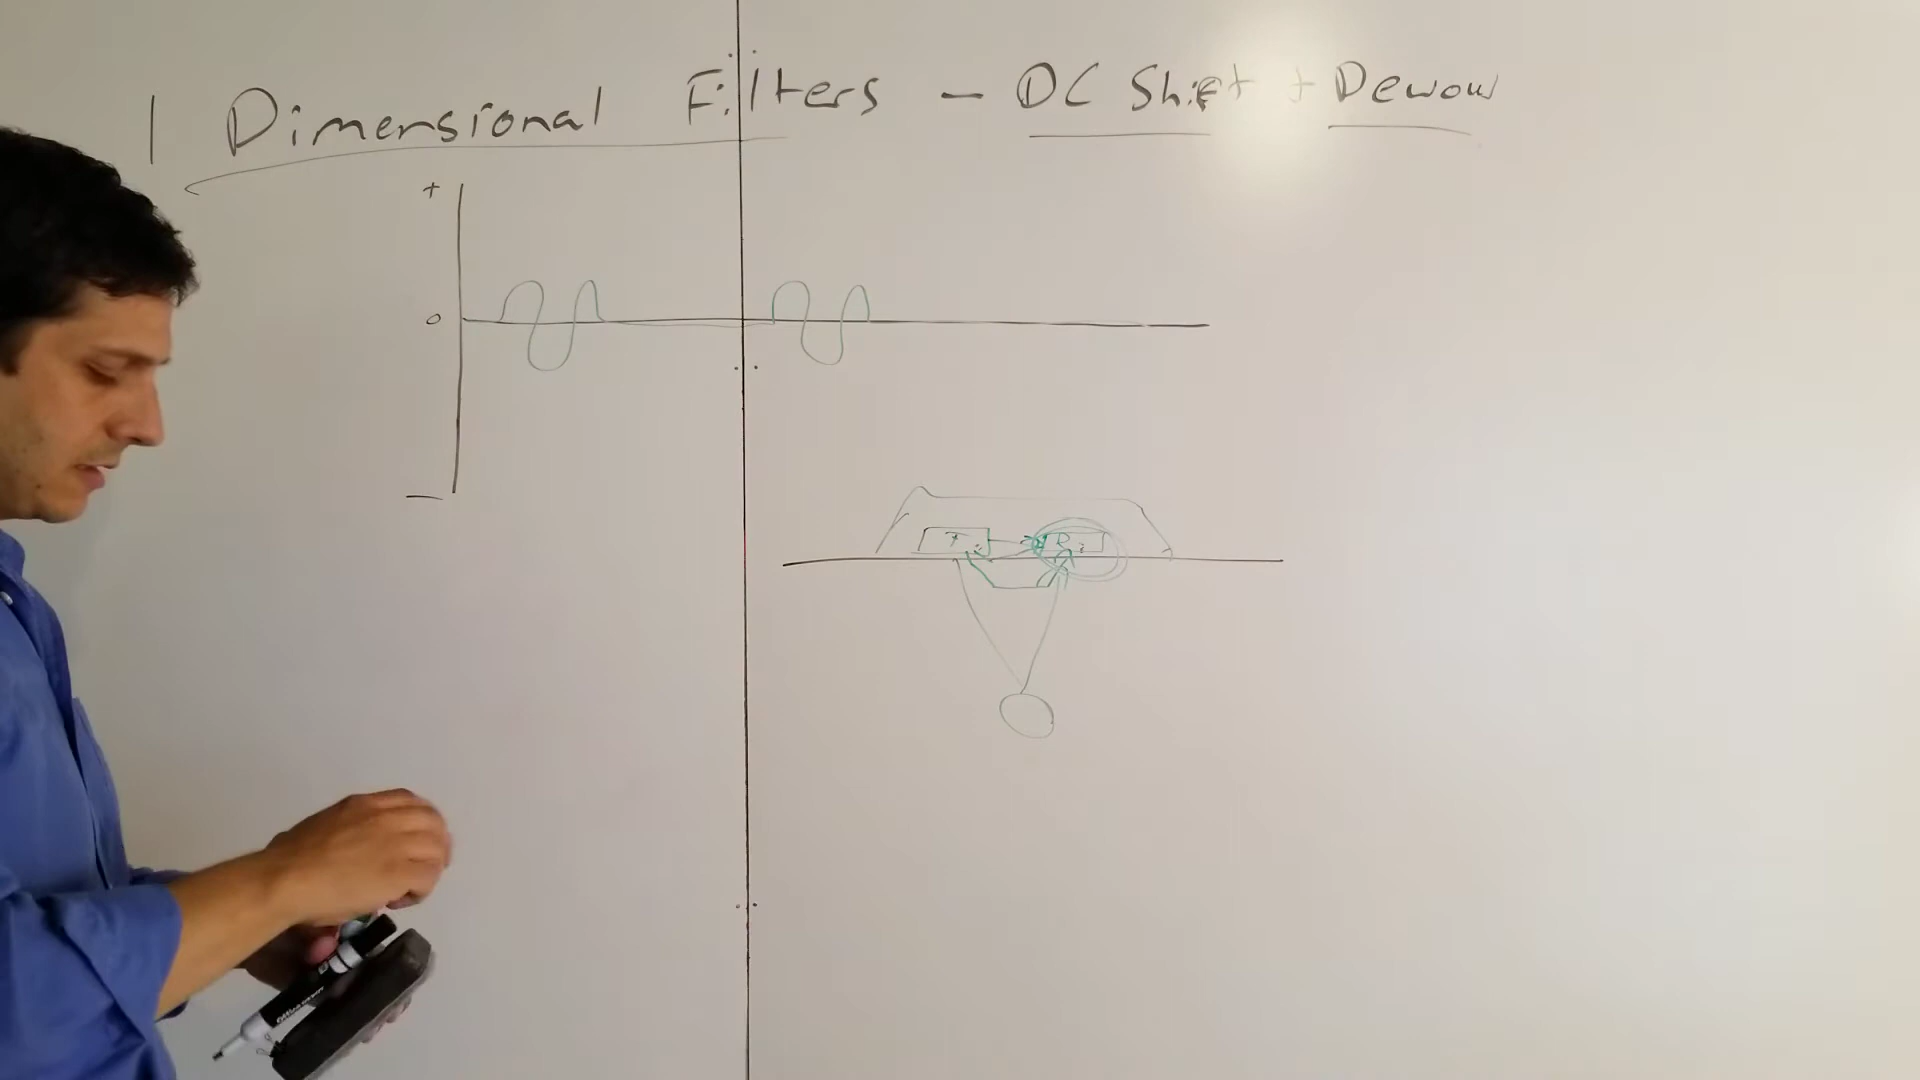 1 Dimensional Filters - DC Shift + Dewow
+
0
-
T R